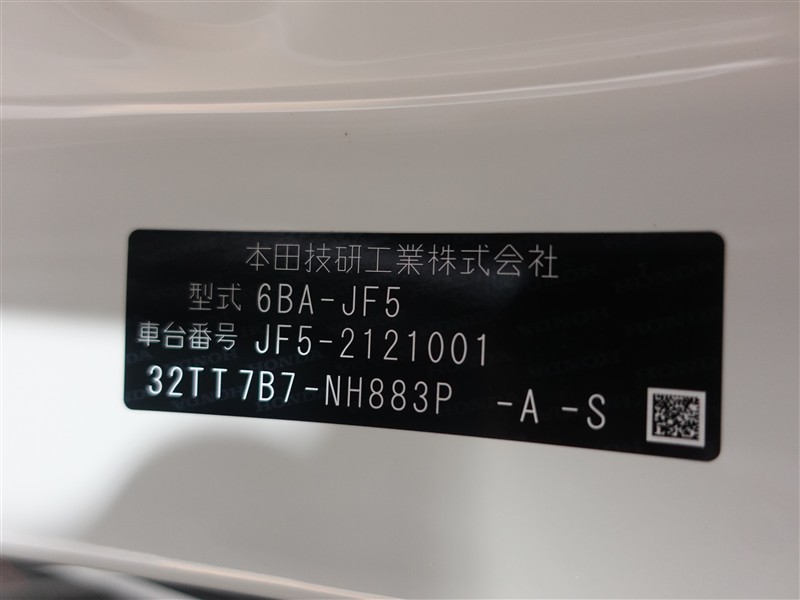 本田技研工業株式会社
型式 6BA-JF5
車台番号 JF5-2121001
32TT7B7-NH883P -A -S